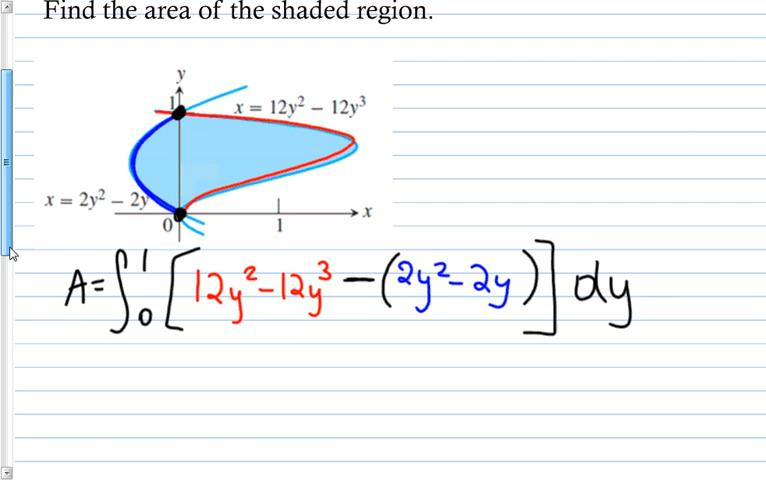 Find the area of the shaded region.
y
1
x = 12y² – 12y³
x = 2y² – 2y
x
0
1
A = ∫₀¹ [12y² - 12y³ - (2y² - 2y)] dy